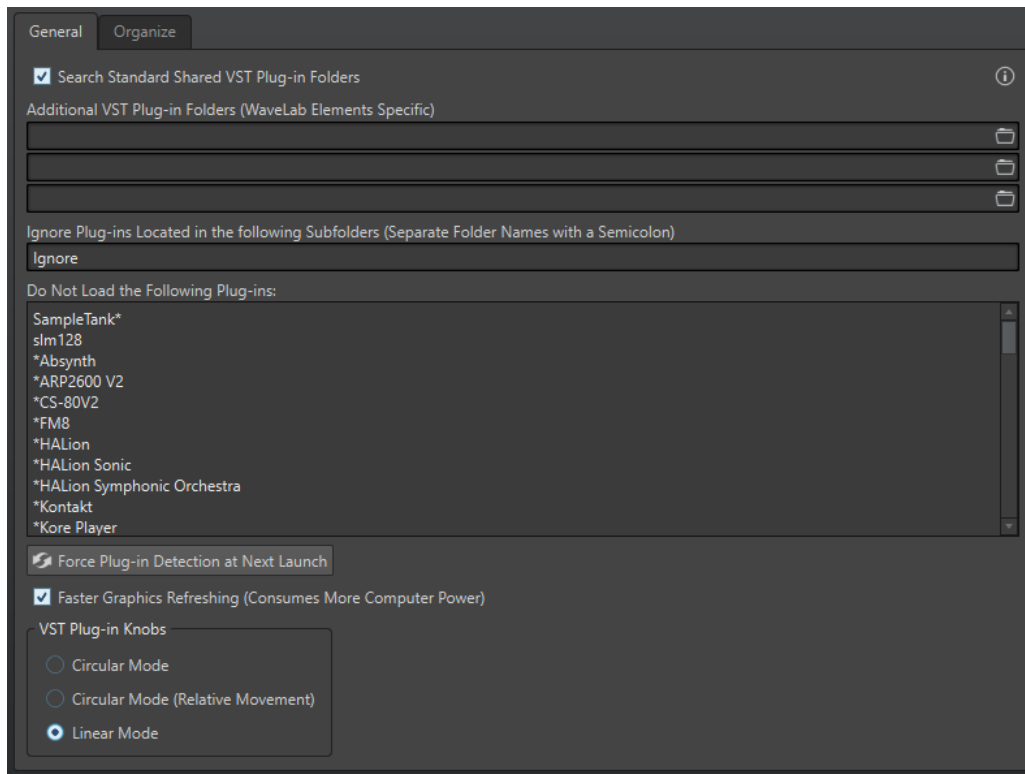 General
Organize
Search Standard Shared VST Plug-in Folders
Additional VST Plug-in Folders (WaveLab Elements Specific)
Ignore Plug-ins Located in the following Subfolders (Separate Folder Names with a Semicolon)
Ignore
Do Not Load the Following Plug-ins:
SampleTank*
slm128
*Absynth
*ARP2600 V2
*CS-80V2
*FM8
*HALion
*HALion Sonic
*HALion Symphonic Orchestra
*Kontakt
*Kore Player
Force Plug-in Detection at Next Launch
Faster Graphics Refreshing (Consumes More Computer Power)
VST Plug-in Knobs
Circular Mode
Circular Mode (Relative Movement)
Linear Mode